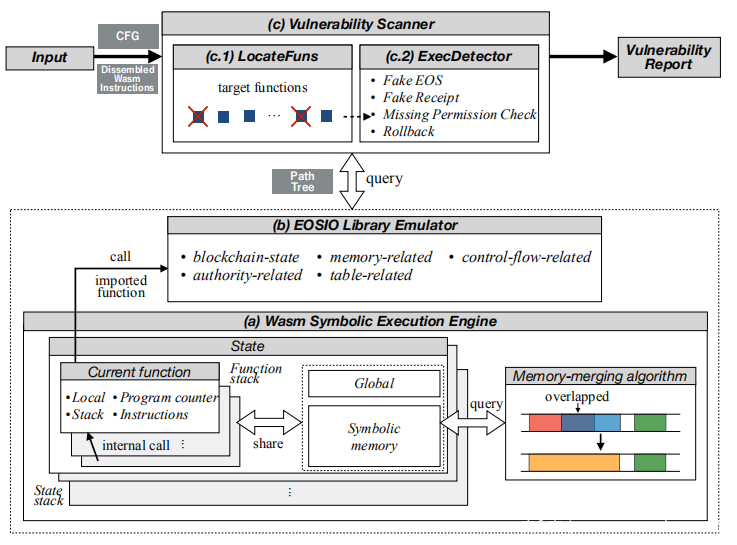 (c) Vulnerability Scanner
CFG
Input
Dissembled
Wasm
Instructions
(c.1) LocateFuns
target functions
...
(c.2) ExecDetector
• Fake EOS
• Fake Receipt
• Missing Permission Check
• Rollback
Vulnerability
Report
Path
Tree
query
(b) EOSIO Library Emulator
• blockchain-state • memory-related • control-flow-related
• authority-related • table-related
call
imported
function
(a) Wasm Symbolic Execution Engine
State
Current function
• Local • Program counter
• Stack • Instructions
Function
stack
internal call
⋮
share
Global
Symbolic
memory
query
Memory-merging algorithm
overlapped
State
stack
⋮